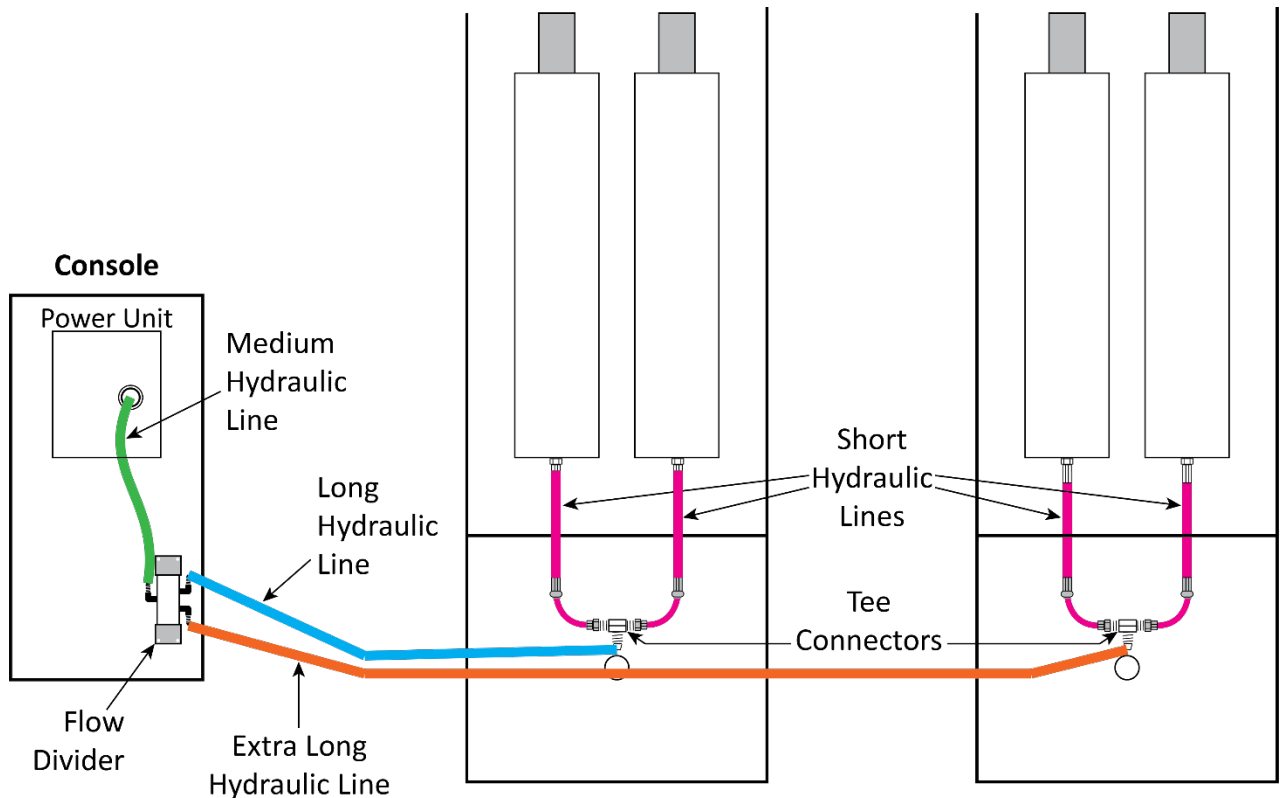 Console
Power Unit
Medium
Hydraulic
Line
Long
Hydraulic
Line
Short
Hydraulic
Lines
Tee
Connectors
Flow
Divider
Extra Long
Hydraulic Line